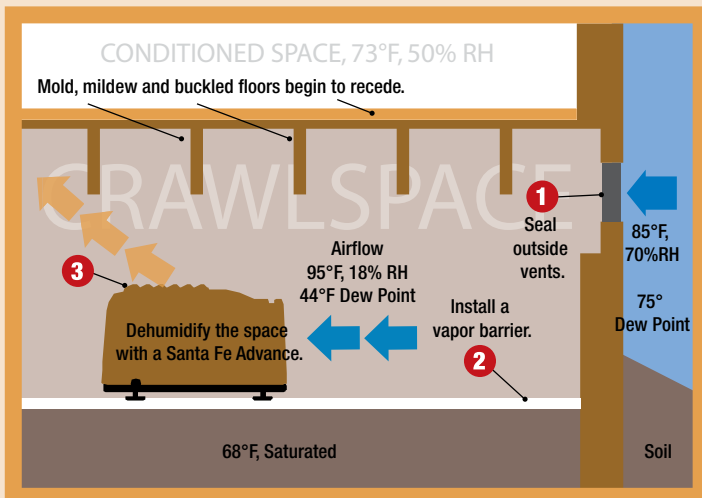 CONDITIONED SPACE, 73°F, 50% RH
Mold, mildew and buckled floors begin to recede.
CRAWLSPACE
1
Seal
outside
vents.
85°F,
70%RH
75°
Dew Point
Airflow
95°F, 18% RH
44°F Dew Point
Install a
vapor barrier.
2
3
Dehumidify the space
with a Santa Fe Advance.
68°F, Saturated
Soil